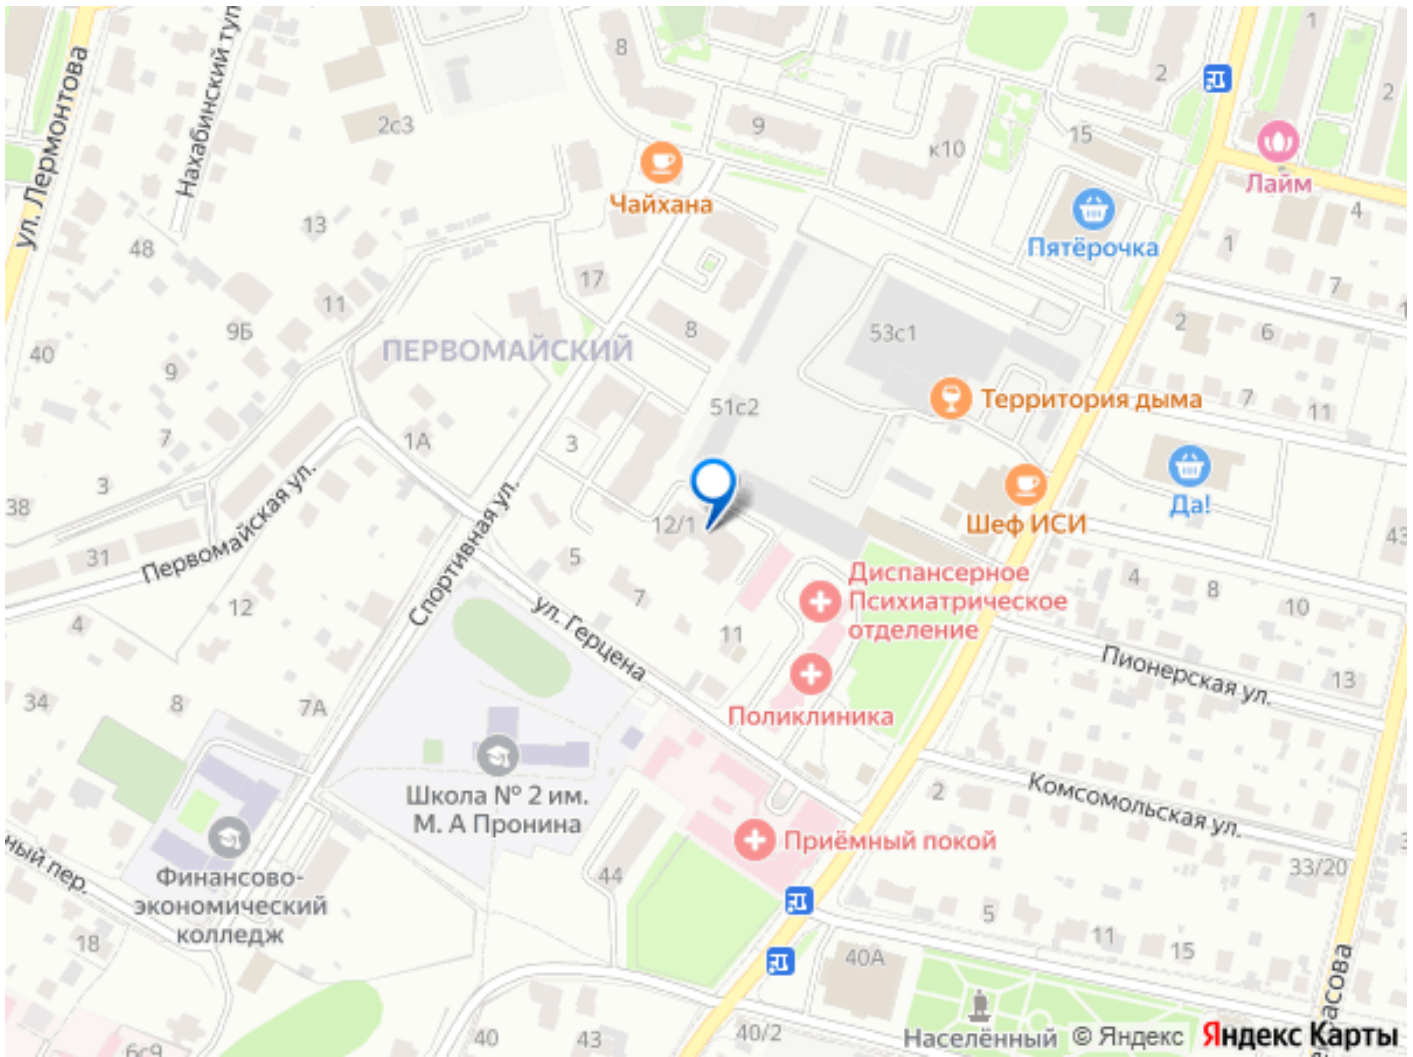 8
2
1
2
ул. Лермонтова
Нахабинский туп
2с3
9
к10
15
Лайм
Чайхана
4
Пятёрочка
13
48
1
17
7
11
9Б
8
53с1
2
6
40
ПЕРВОМАЙСКИЙ
9
51с2
Территория дыма
7
11
7
1А
3
3
Да!
38
Спортивная ул.
12/1
Шеф ИСИ
43
31
Первомайская ул.
5
Диспансерное
Психиатрическое
отделение
4
8
10
12
7
4
ул. Герцена
11
Пионерская ул.
13
34
8
7А
Поликлиника
Школа № 2 им.
М. А Пронина
2
Комсомольская ул.
Приёмный покой
ный пер.
Финансово-
экономический
колледж
44
33/20
5
11
15
18
40А
асова
40
43
40/2
Населённый
© Яндекс
Яндекс Карты
6с9